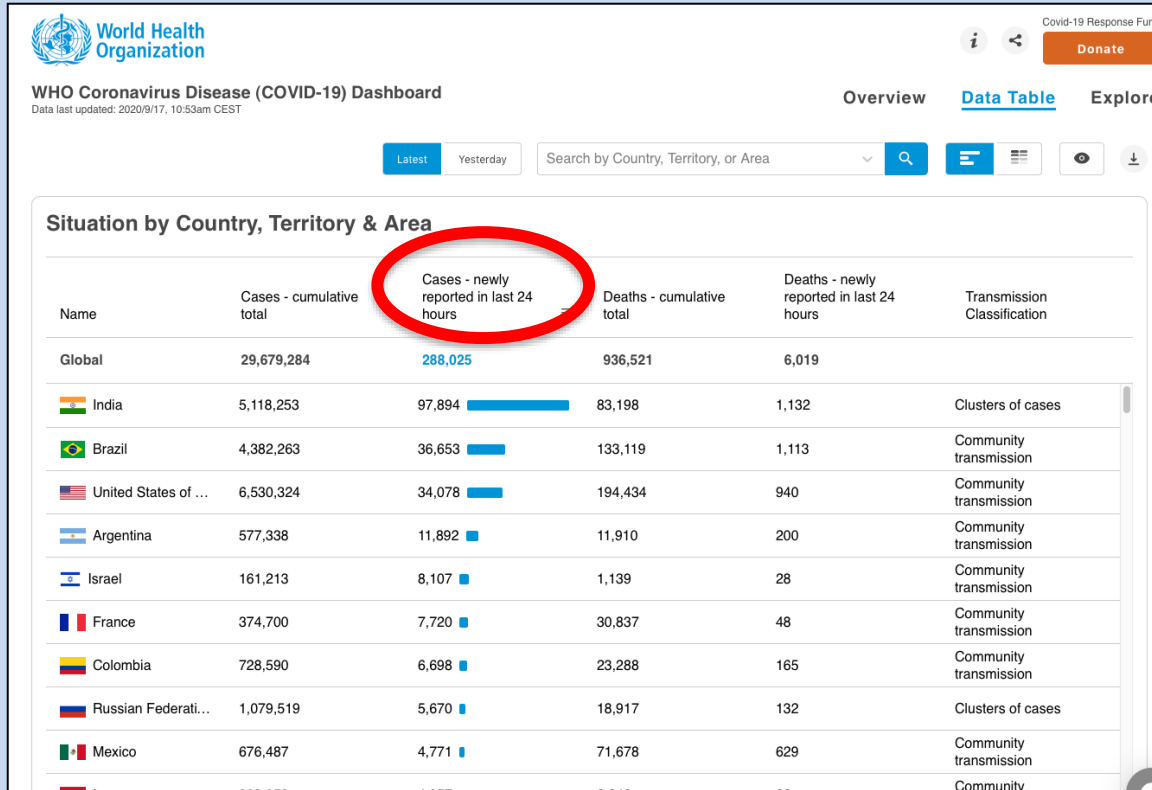 World Health
Organization
Covid-19 Response Fun
i
Donate
WHO Coronavirus Disease (COVID-19) Dashboard
Data last updated: 2020/9/17, 10:53am CEST
Overview Data Table Explore
Latest Yesterday Search by Country, Territory, or Area
Situation by Country, Territory & Area
Name
Cases - cumulative
total
Cases - newly
reported in last 24
hours
Deaths - cumulative
total
Deaths - newly
reported in last 24
hours
Transmission
Classification
Global 29,679,284 288,025 936,521 6,019
India 5,118,253 97,894 83,198 1,132 Clusters of cases
Brazil 4,382,263 36,653 133,119 1,113 Community
transmission
United States of ... 6,530,324 34,078 194,434 940 Community
transmission
Argentina 577,338 11,892 11,910 200 Community
transmission
Israel 161,213 8,107 1,139 28 Community
transmission
France 374,700 7,720 30,837 48 Community
transmission
Colombia 728,590 6,698 23,288 165 Community
transmission
Russian Federati... 1,079,519 5,670 18,917 132 Clusters of cases
Mexico 676,487 4,771 71,678 629 Community
transmission
Community